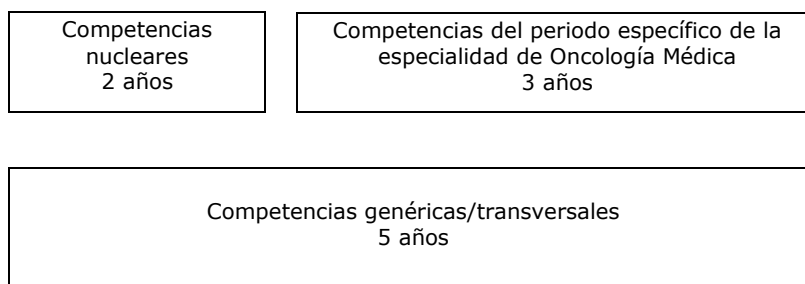 Competencias
nucleares
2 años
Competencias del periodo específico de la
especialidad de Oncología Médica
3 años
Competencias genéricas/transversales
5 años